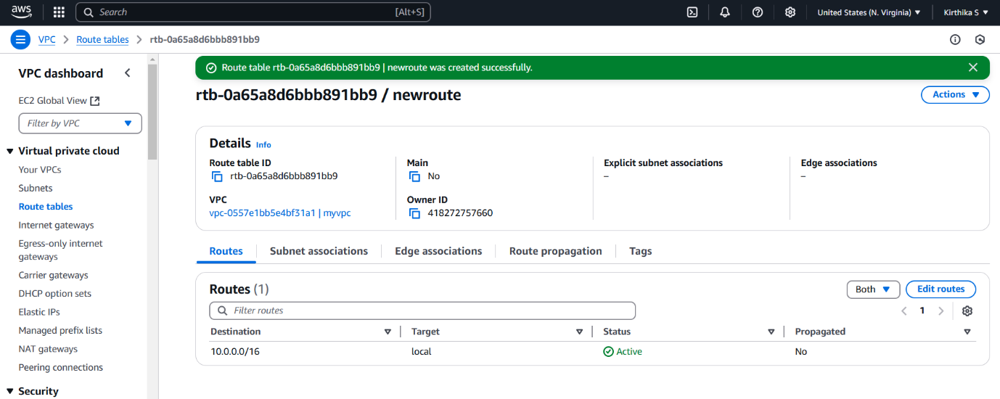 aws
Search [Alt+S] United States (N. Virginia) Kirthika S
VPC Route tables rtb-0a65a8d6bbb891bb9
VPC dashboard
EC2 Global View
Filter by VPC
Virtual private cloud
Your VPCs
Subnets
Route tables
Internet gateways
Egress-only internet
gateways
Carrier gateways
DHCP option sets
Elastic IPs
Managed prefix lists
NAT gateways
Peering connections
Security
Route table rtb-0a65a8d6bbb891bb9 | newroute was created successfully.
rtb-0a65a8d6bbb891bb9 / newroute
Actions
Details Info
Route table ID
rtb-0a65a8d6bbb891bb9
VPC
vpc-0557e1bb5e4bf31a1 | myvpc
Main
No
Owner ID
418272757660
Explicit subnet associations
–
Edge associations
–
Routes Subnet associations Edge associations Route propagation Tags
Routes (1)
Both Edit routes
Filter routes
1
Destination Target Status Propagated
10.0.0.0/16 local Active No